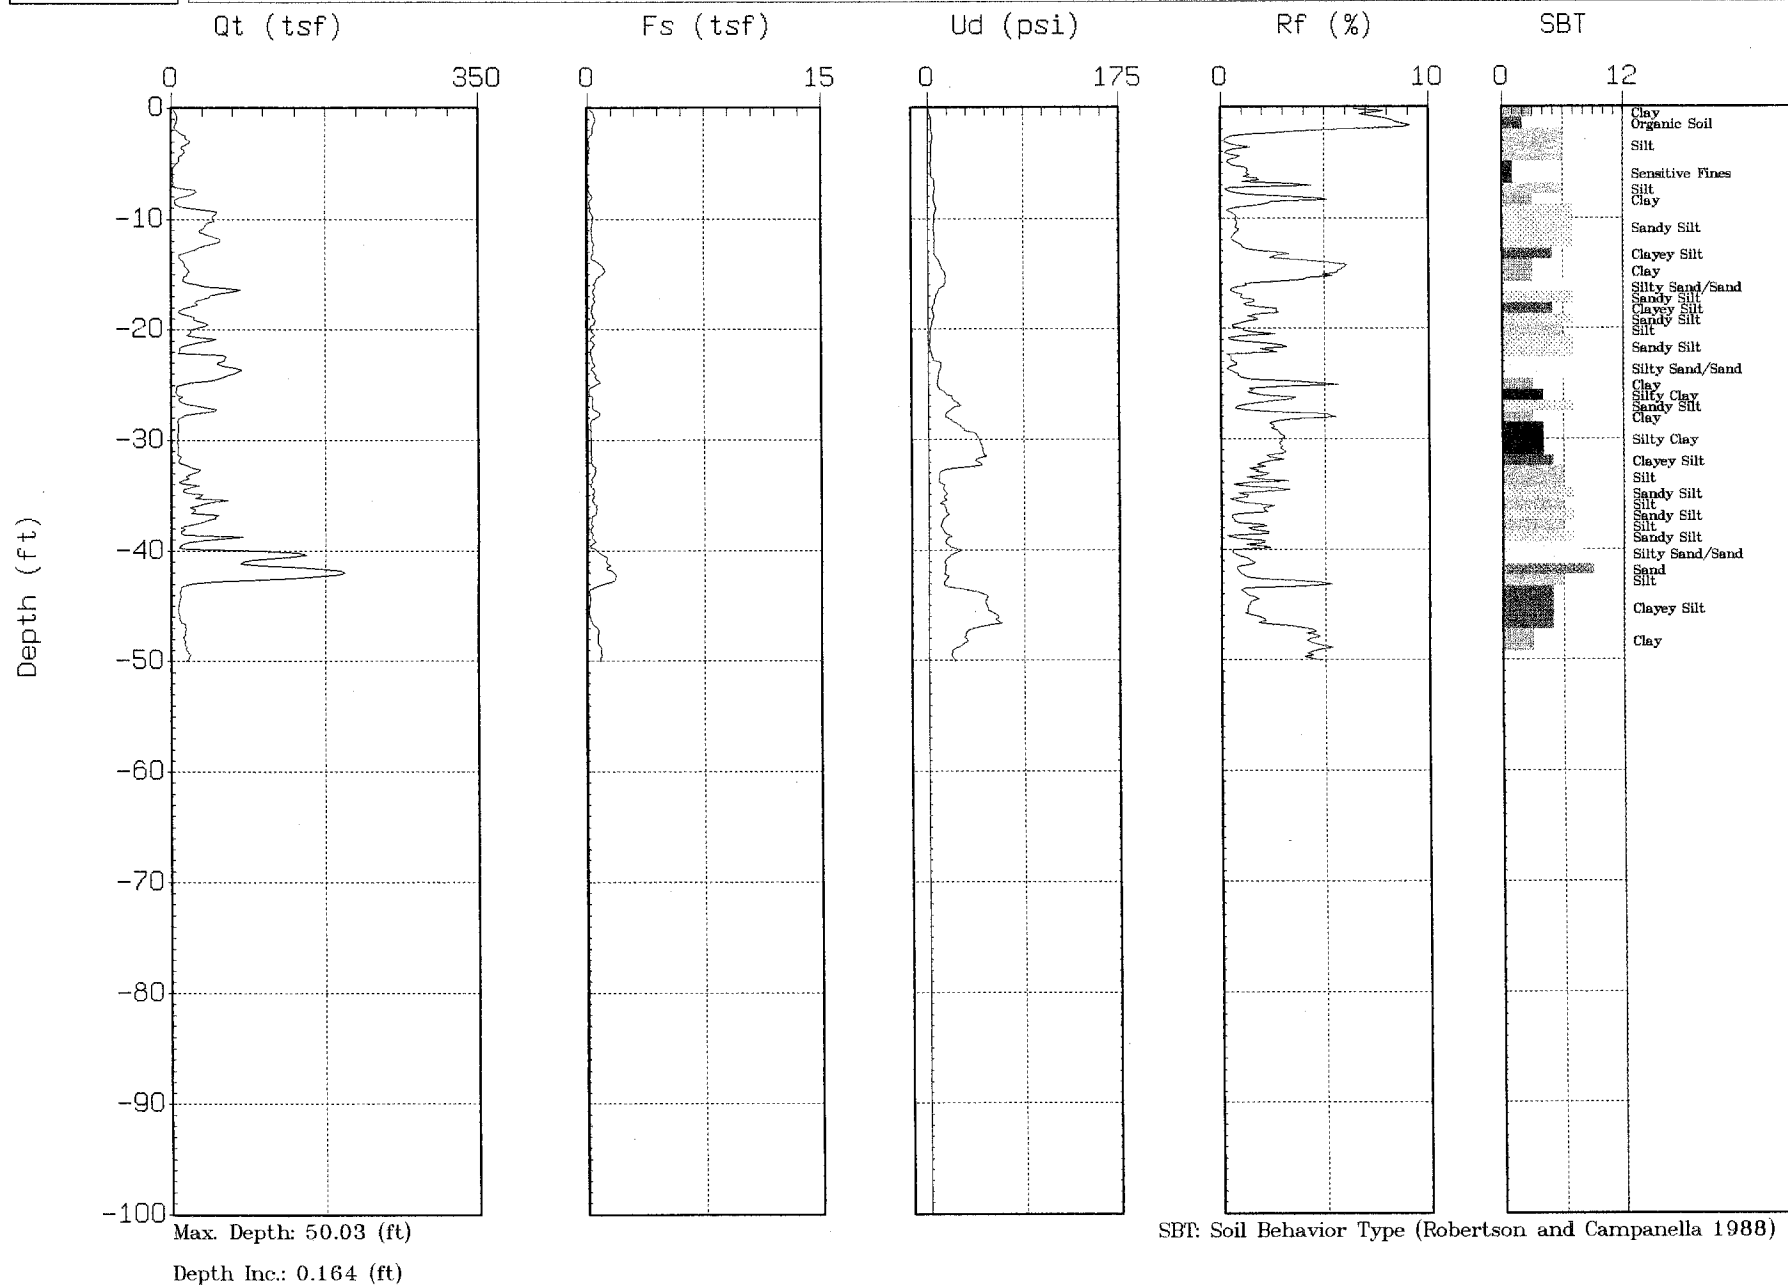 Qt (tsf) Fs (tsf) Ud (psi) Rf (%) SBT
0 350 0 15 0 175 0 10 0 12
0
-10
-20
-30
-40
-50
-60
-70
-80
-90
-100
Depth (ft)
Clay
Organic Soil
Silt
Sensitive Fines
Silt
Clay
Sandy Silt
Clayey Silt
Clay
Silty Sand/Sand
Sandy Silt
Clayey Silt
Sandy Silt
Silt
Sandy Silt
Silty Sand/Sand
Clay
Silty Clay
Sandy Silt
Clay
Silty Clay
Clayey Silt
Silt
Sandy Silt
Silt
Sandy Silt
Silt
Sandy Silt
Silty Sand/Sand
Sand
Silt
Clayey Silt
Clay
Max. Depth: 50.03 (ft)
SBT: Soil Behavior Type (Robertson and Campanella 1988)
Depth Inc.: 0.164 (ft)